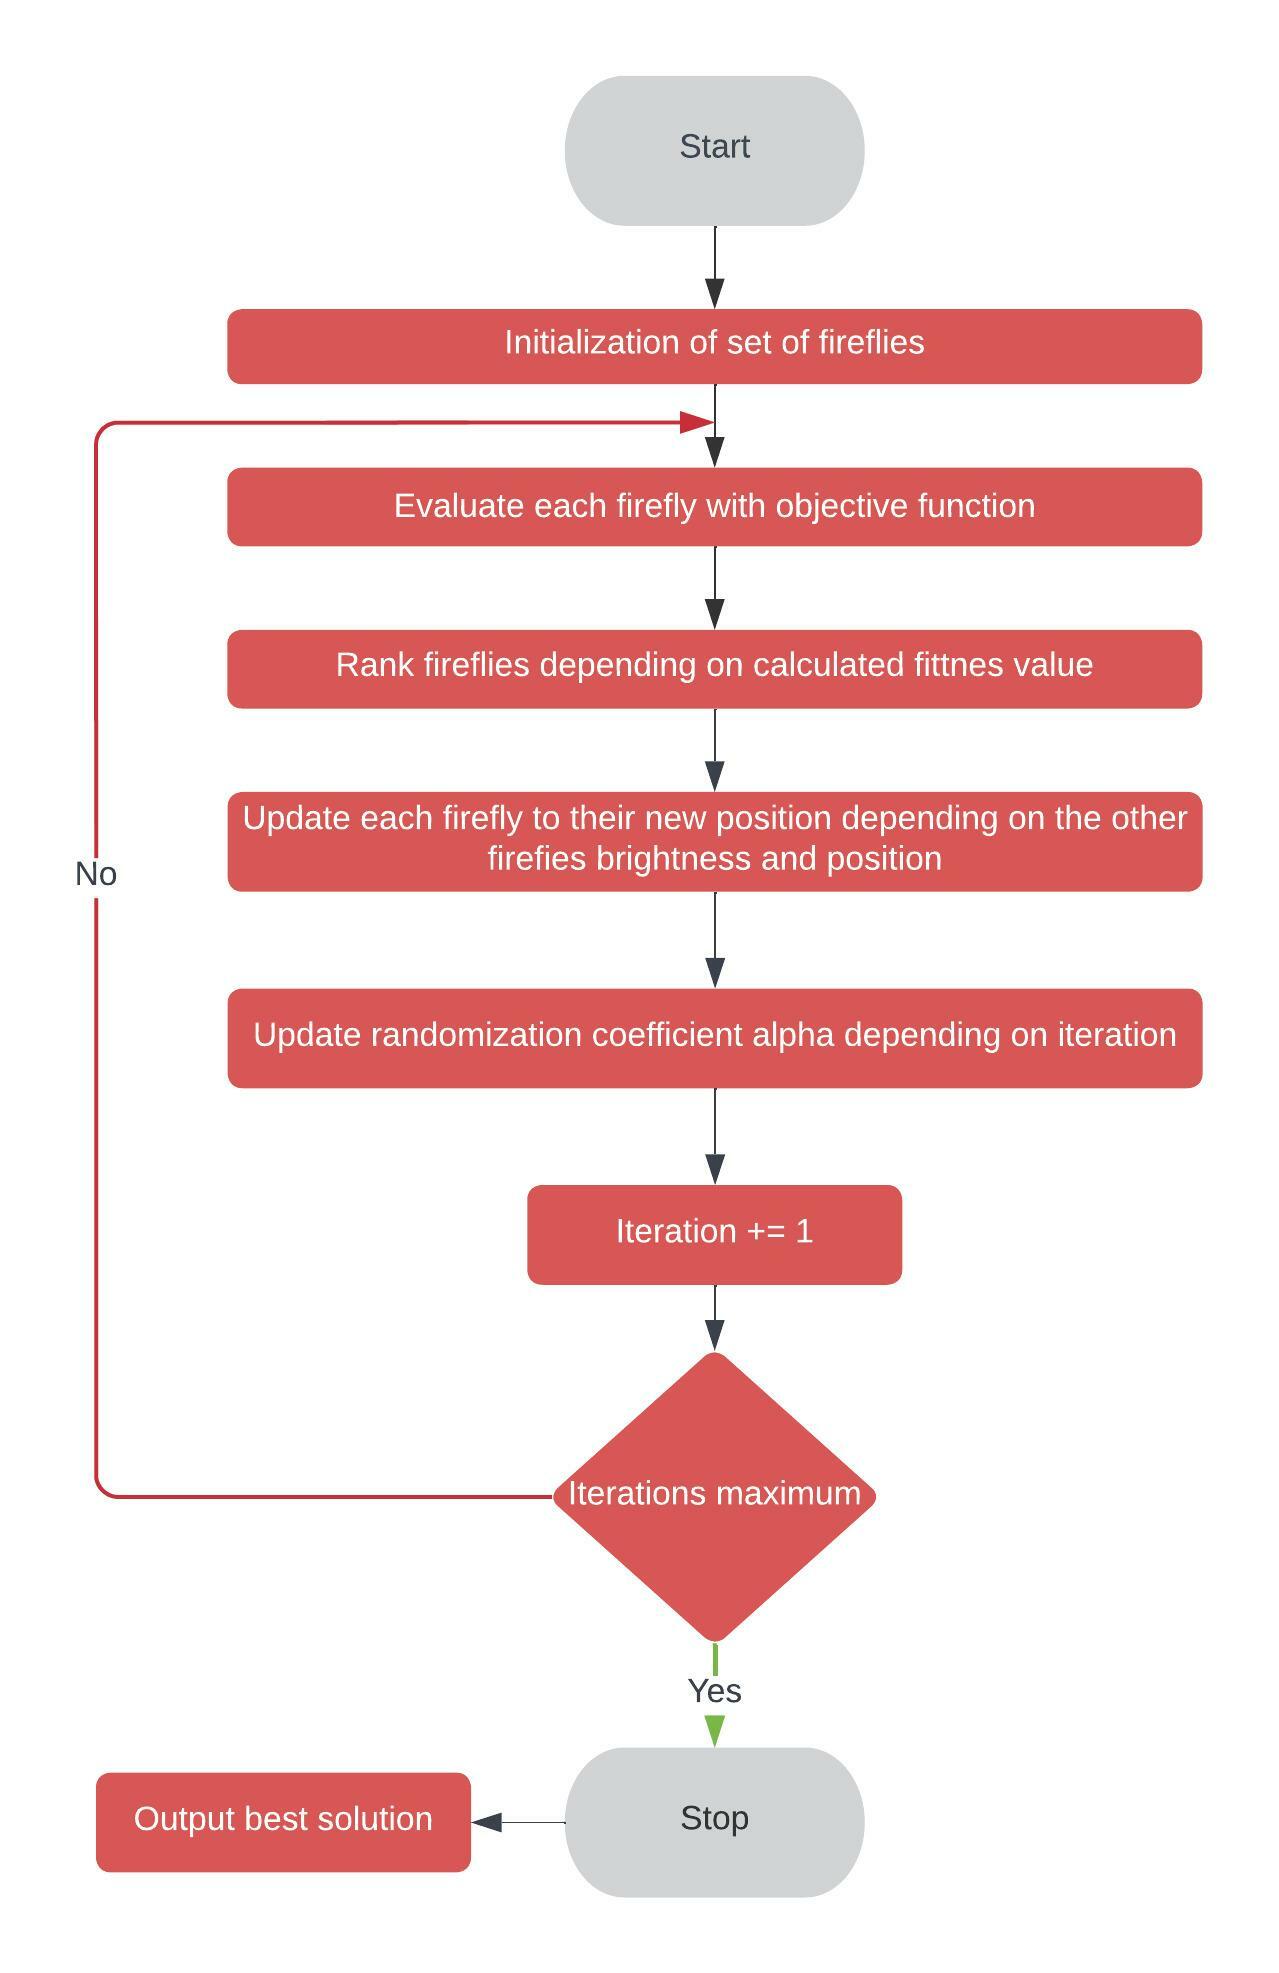 Start
Initialization of set of fireflies
Evaluate each firefly with objective function
Rank fireflies depending on calculated fittnes value
Update each firefly to their new position depending on the other
firefies brightness and position
No
Update randomization coefficient alpha depending on iteration
Iteration += 1
Iterations maximum
Yes
Output best solution
Stop